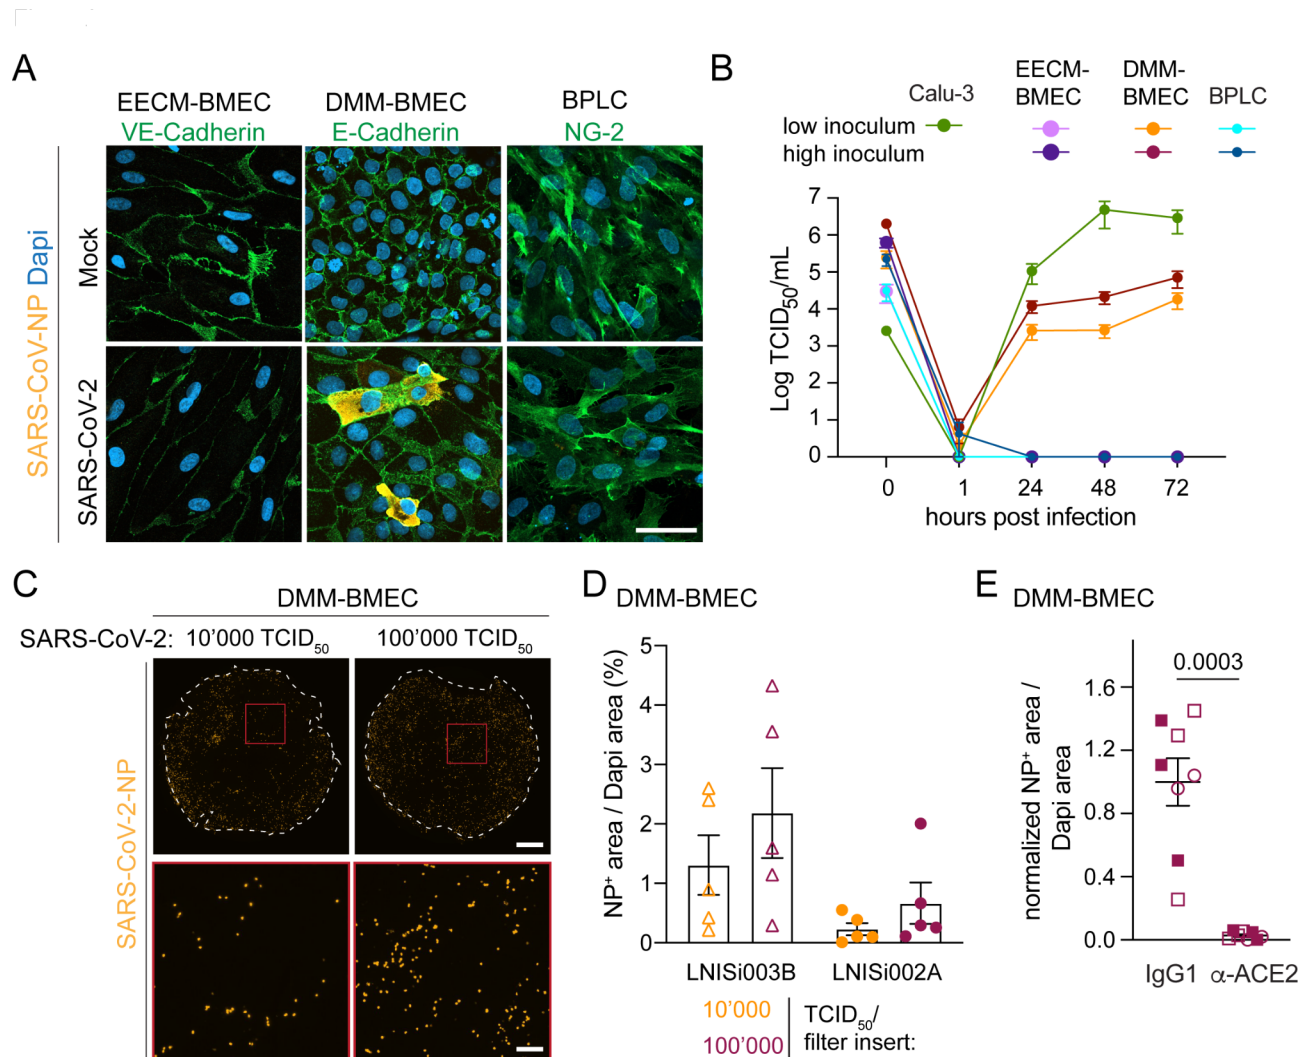 A
EECM-BMEC DMM-BMEC BPLC
VE-Cadherin E-Cadherin NG-2
SARS-CoV-NP Dapi
Mock
SARS-CoV-2
B
Calu-3 EECM-BMEC DMM-BMEC BPLC
low inoculum
high inoculum
Log TCID50/mL
7
6
5
4
3
2
1
0
0 1 24 48 72
hours post infection
C
DMM-BMEC
SARS-CoV-2: 10’000 TCID50 100’000 TCID50
SARS-CoV-2-NP
D DMM-BMEC
NP+ area / Dapi area (%)
5
4
3
2
1
0
LNISi003B LNISi002A
10’000
100’000
TCID50/
filter insert:
E DMM-BMEC
normalized NP+ area /
Dapi area
0.0003
1.6
1.2
0.8
0.4
0.0
IgG1 α-ACE2